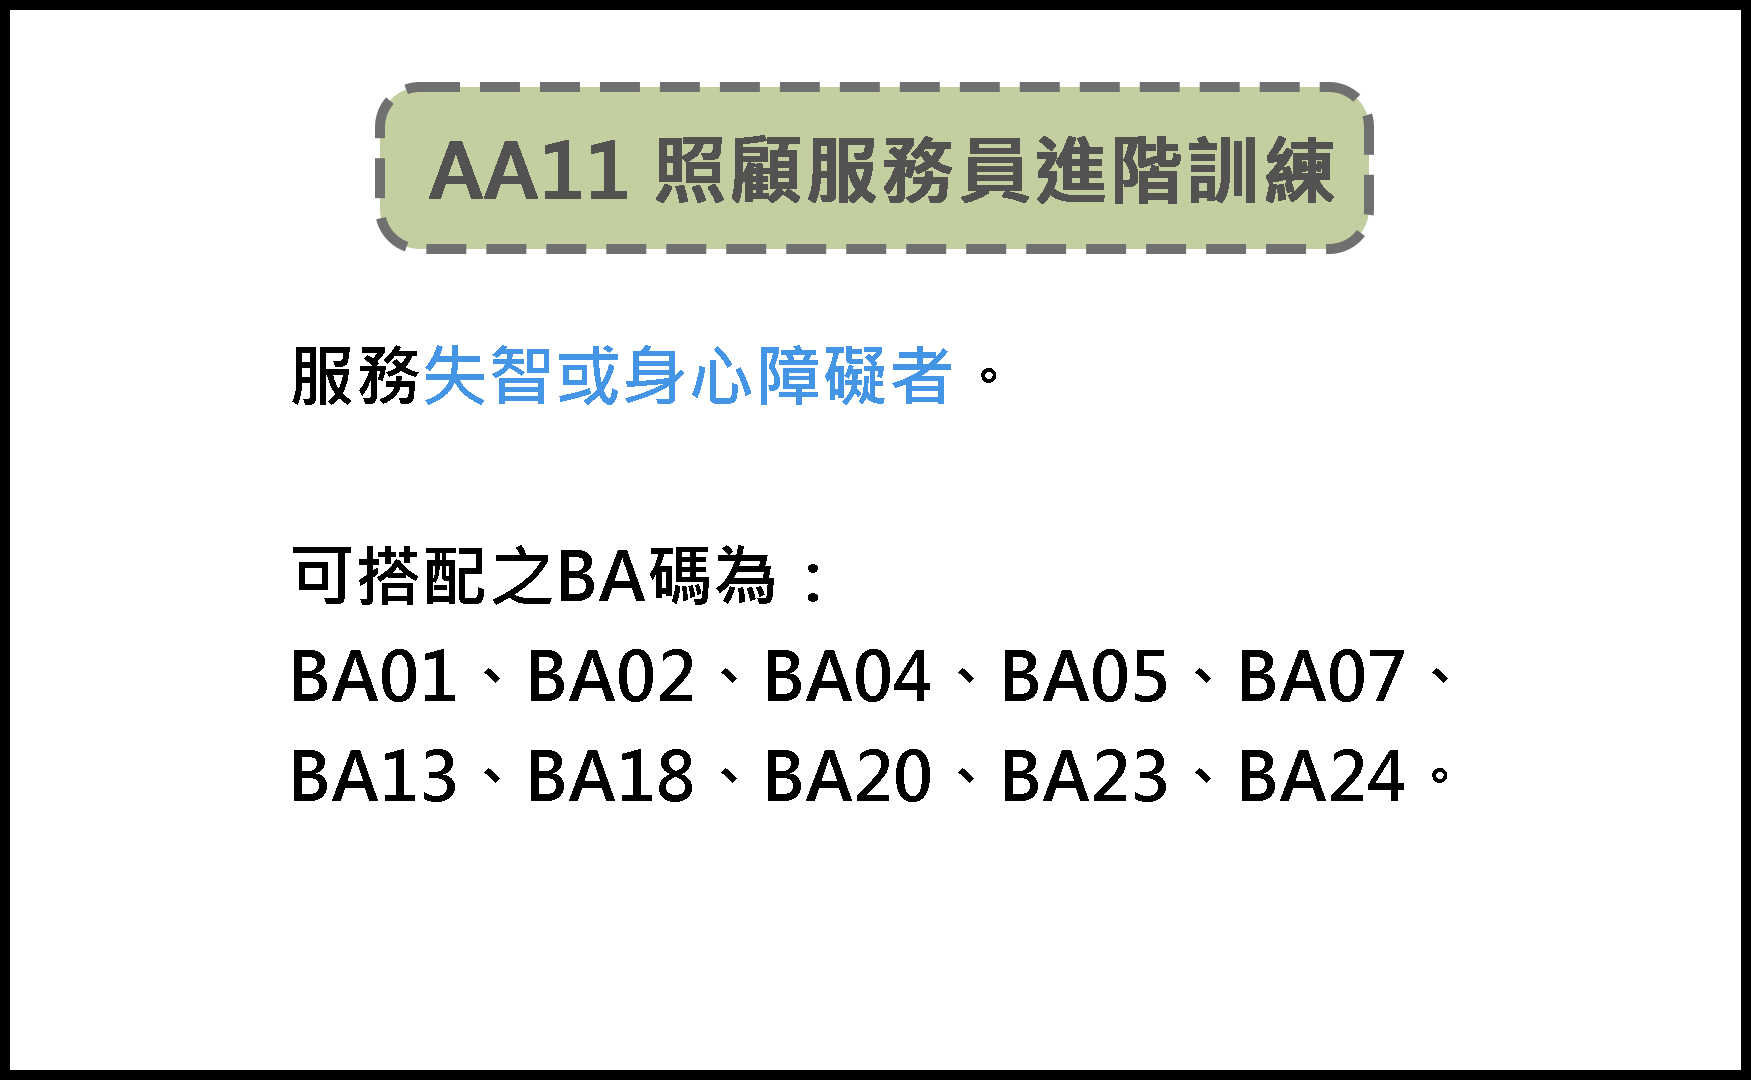 AA11 照顧服務員進階訓練
服務失智或身心障礙者。
可搭配之BA碼為：
BA01、BA02、BA04、BA05、BA07、
BA13、BA18、BA20、BA23、BA24。